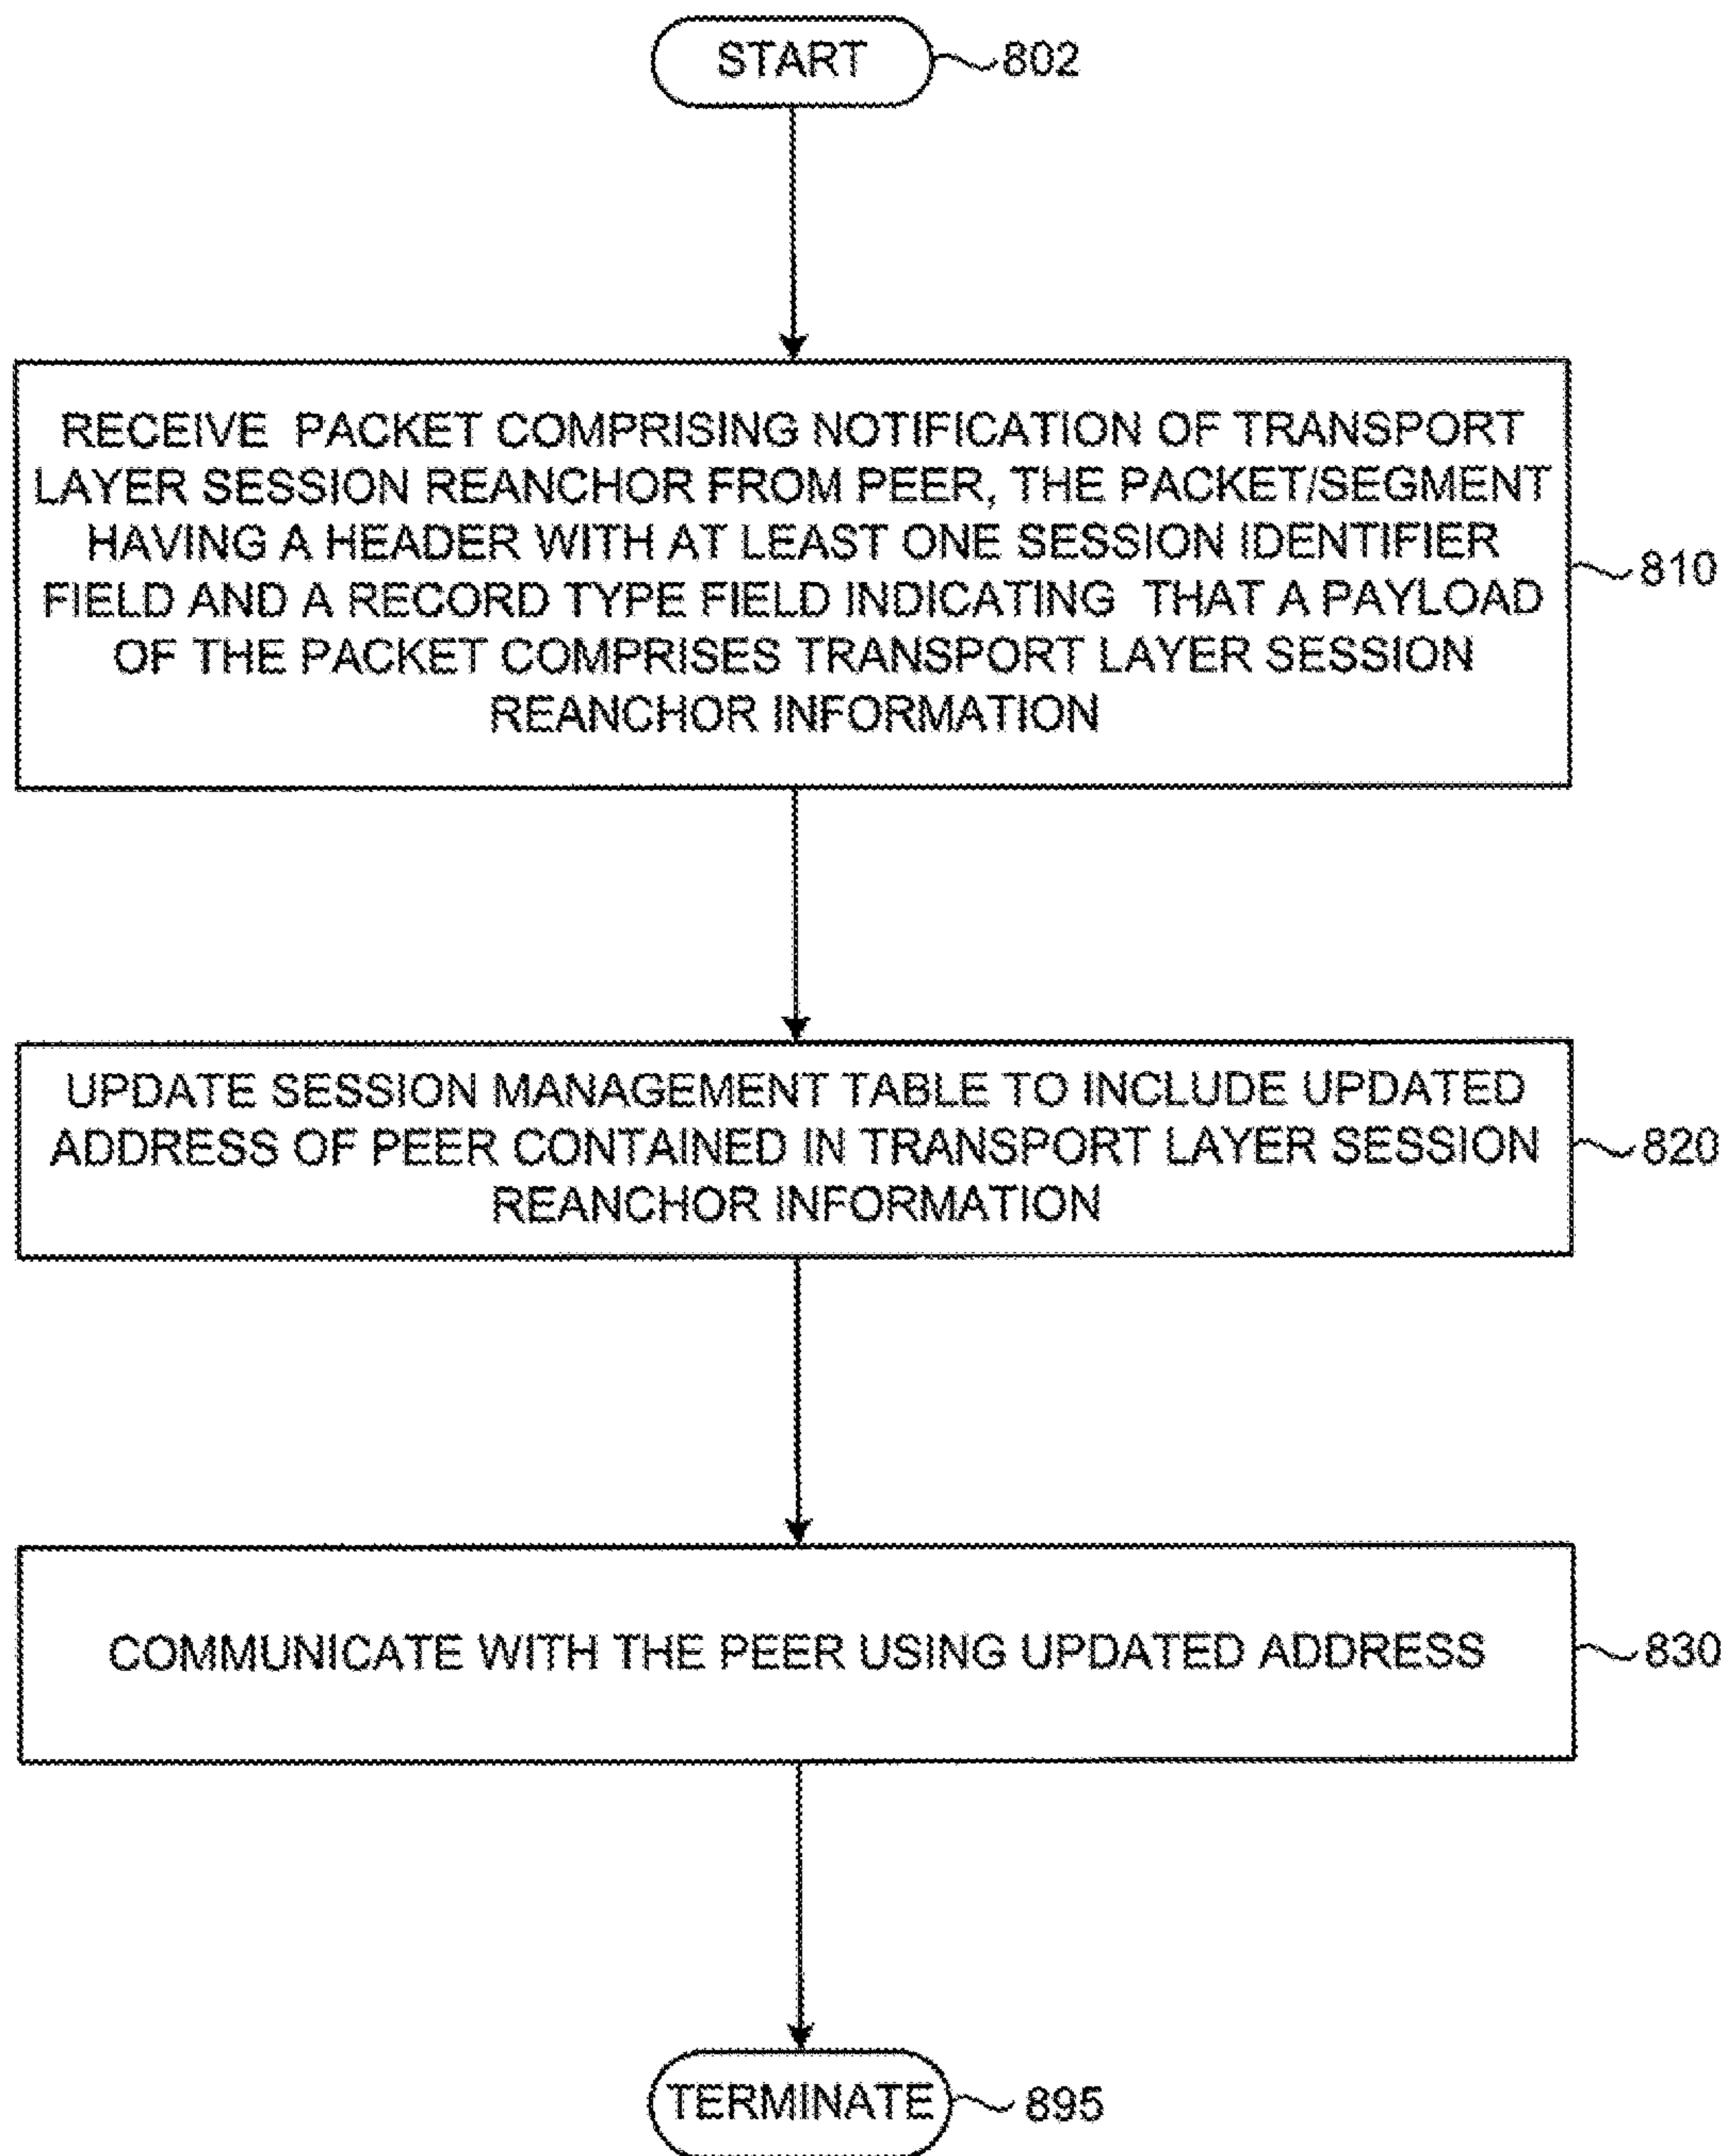 START
802
RECEIVE PACKET COMPRISING NOTIFICATION OF TRANSPORT
LAYER SESSION REANCHOR FROM PEER, THE PACKET/SEGMENT
HAVING A HEADER WITH AT LEAST ONE SESSION IDENTIFIER
FIELD AND A RECORD TYPE FIELD INDICATING THAT A PAYLOAD
OF THE PACKET COMPRISES TRANSPORT LAYER SESSION
REANCHOR INFORMATION
810
UPDATE SESSION MANAGEMENT TABLE TO INCLUDE UPDATED
ADDRESS OF PEER CONTAINED IN TRANSPORT LAYER SESSION
REANCHOR INFORMATION
820
COMMUNICATE WITH THE PEER USING UPDATED ADDRESS
830
TERMINATE
895